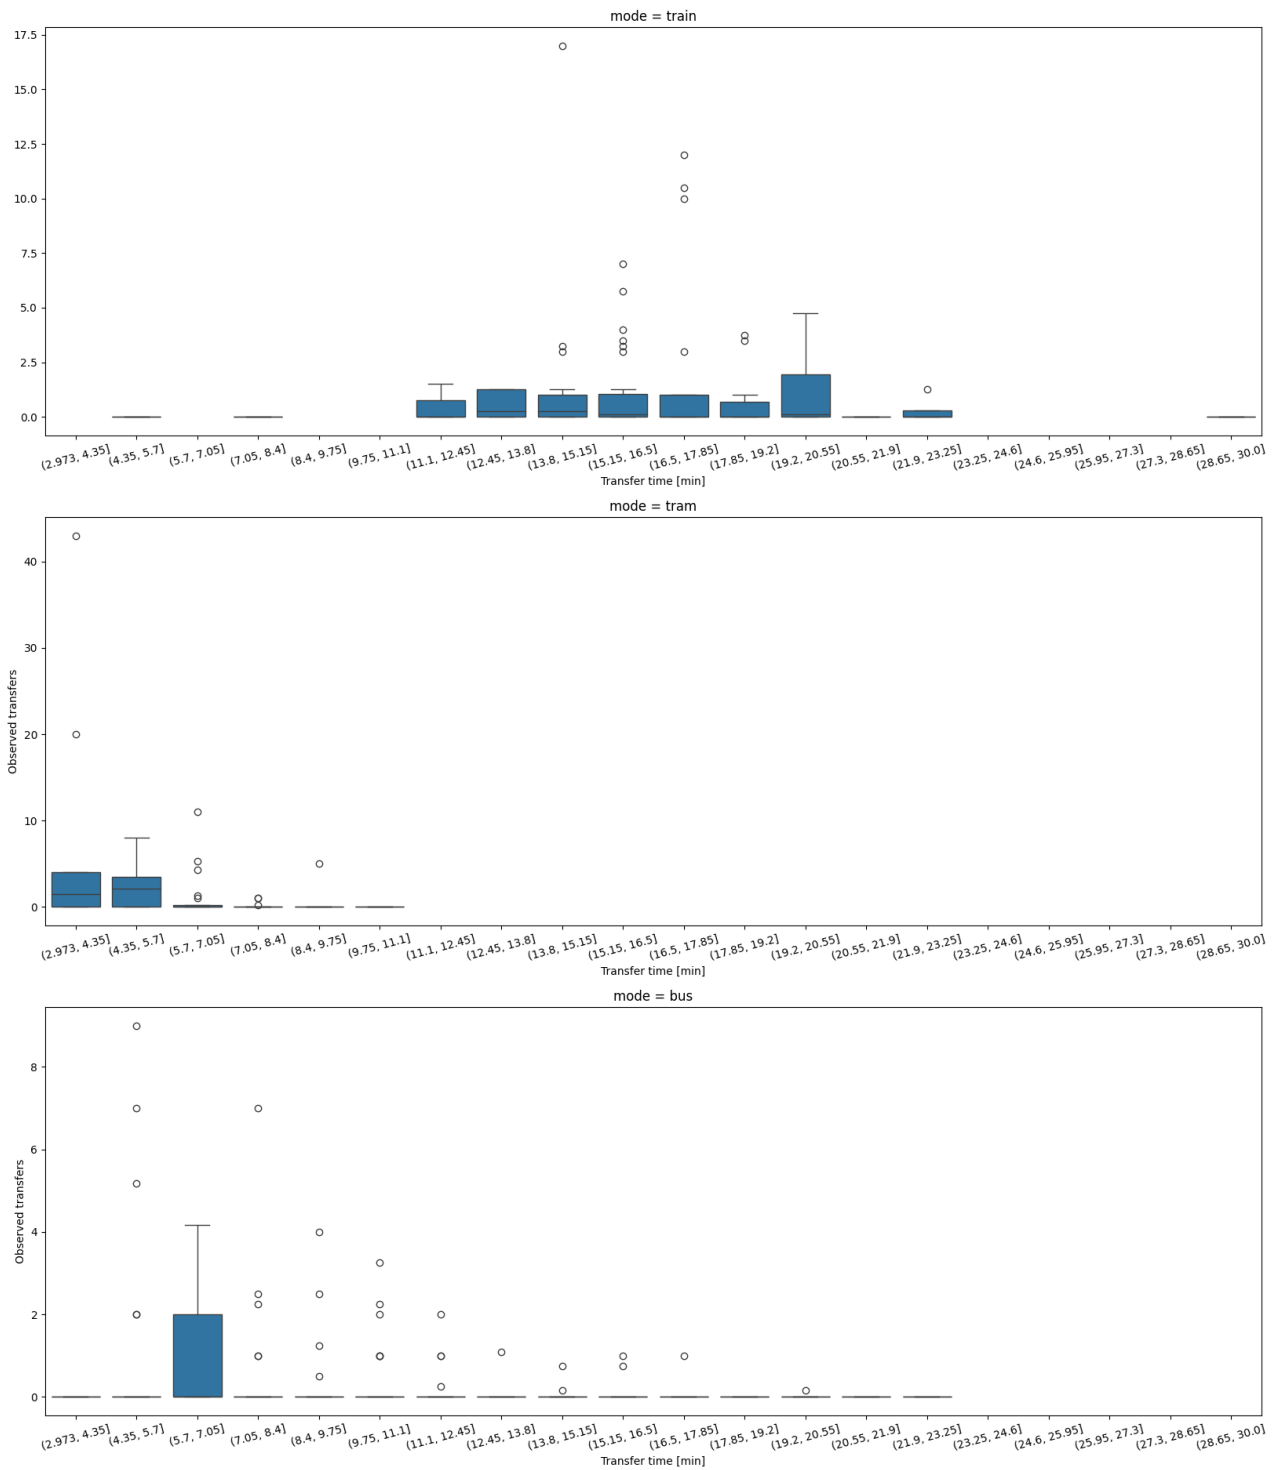 mode = train
17.5
15.0
12.5
10.0
7.5
5.0
2.5
0.0
(2.973, 4.35] (4.35, 5.7] (5.7, 7.05] (7.05, 8.4] (8.4, 9.75] (9.75, 11.1] (11.1, 12.45] (12.45, 13.8] (13.8, 15.15] (15.15, 16.5] (16.5, 17.85] (17.85, 19.2] (19.2, 20.55] (20.55, 21.9] (21.9, 23.25] (23.25, 24.6] (24.6, 25.95] (25.95, 27.3] (27.3, 28.65] (28.65, 30.0]
Transfer time [min]
mode = tram
Observed transfers
40
30
20
10
0
(2.973, 4.35] (4.35, 5.7] (5.7, 7.05] (7.05, 8.4] (8.4, 9.75] (9.75, 11.1] (11.1, 12.45] (12.45, 13.8] (13.8, 15.15] (15.15, 16.5] (16.5, 17.85] (17.85, 19.2] (19.2, 20.55] (20.55, 21.9] (21.9, 23.25] (23.25, 24.6] (24.6, 25.95] (25.95, 27.3] (27.3, 28.65] (28.65, 30.0]
Transfer time [min]
mode = bus
Observed transfers
8
6
4
2
0
(2.973, 4.35] (4.35, 5.7] (5.7, 7.05] (7.05, 8.4] (8.4, 9.75] (9.75, 11.1] (11.1, 12.45] (12.45, 13.8] (13.8, 15.15] (15.15, 16.5] (16.5, 17.85] (17.85, 19.2] (19.2, 20.55] (20.55, 21.9] (21.9, 23.25] (23.25, 24.6] (24.6, 25.95] (25.95, 27.3] (27.3, 28.65] (28.65, 30.0]
Transfer time [min]